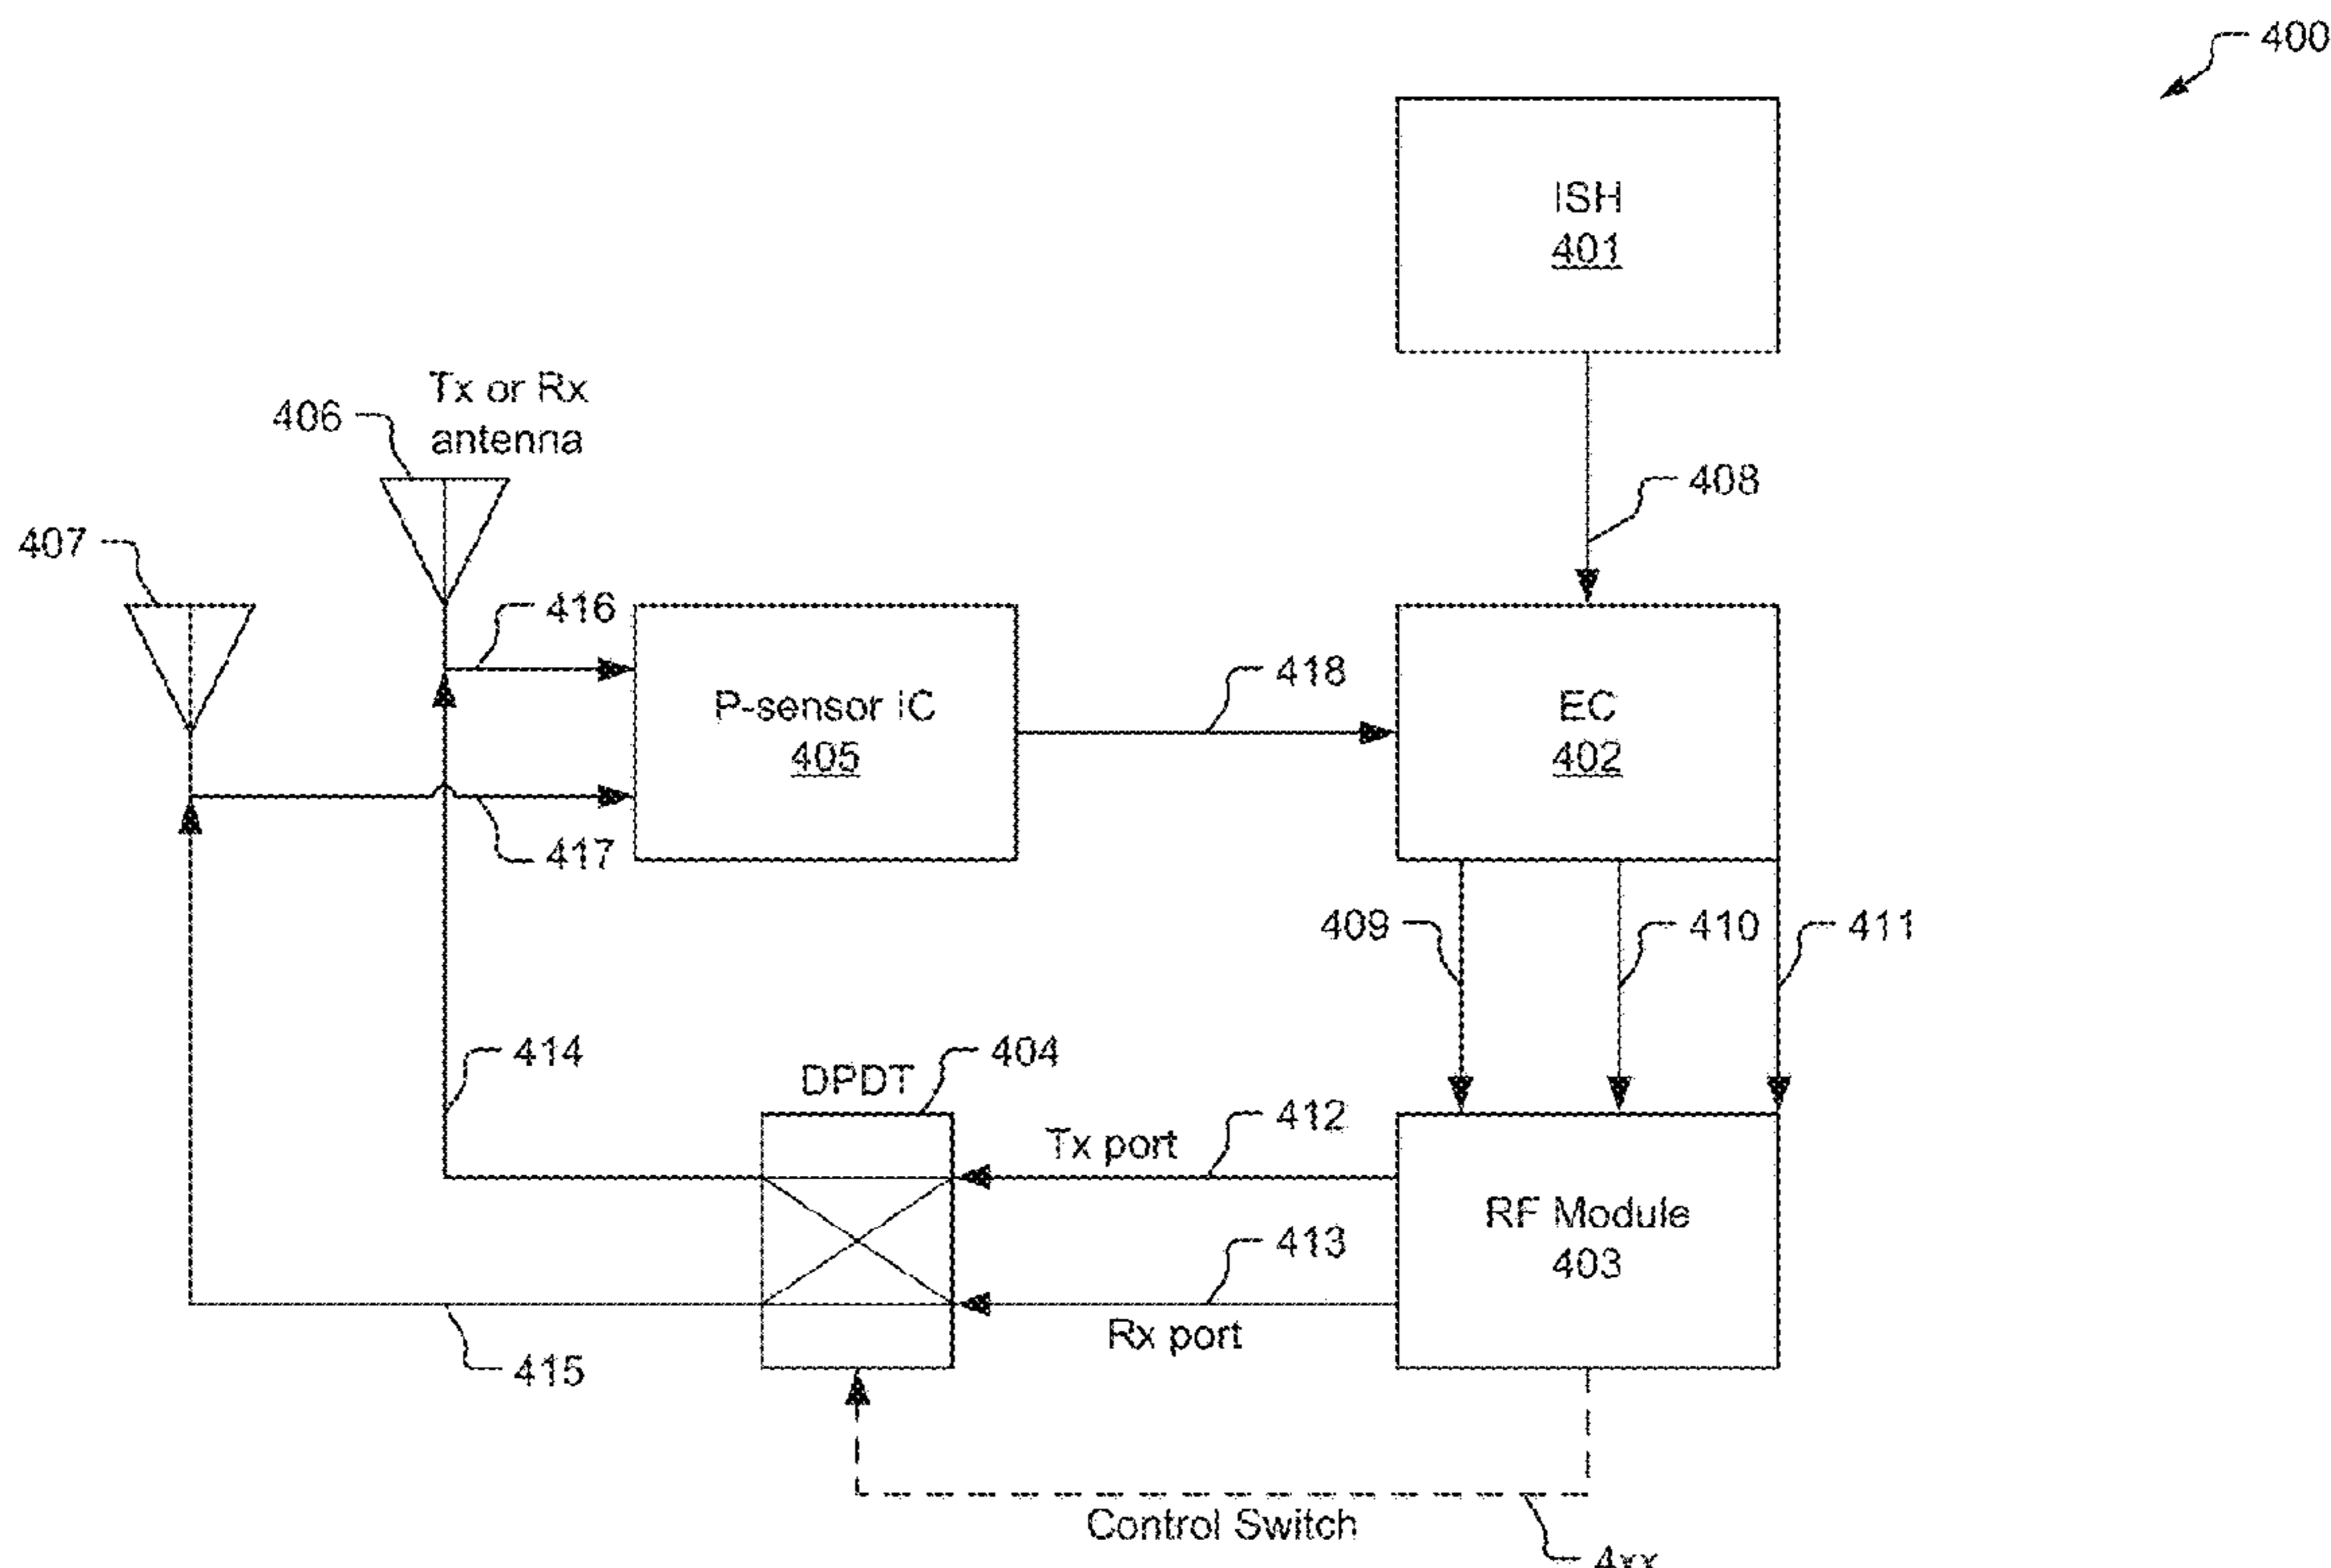 400
ISH
401
Tx or Rx
antenna
406
408
407
416
P-sensor IC
405
418
EC
402
417
409
410
411
414
DPDT
404
Tx port
412
RF Module
403
413
Rx port
415
Control Switch
4xx